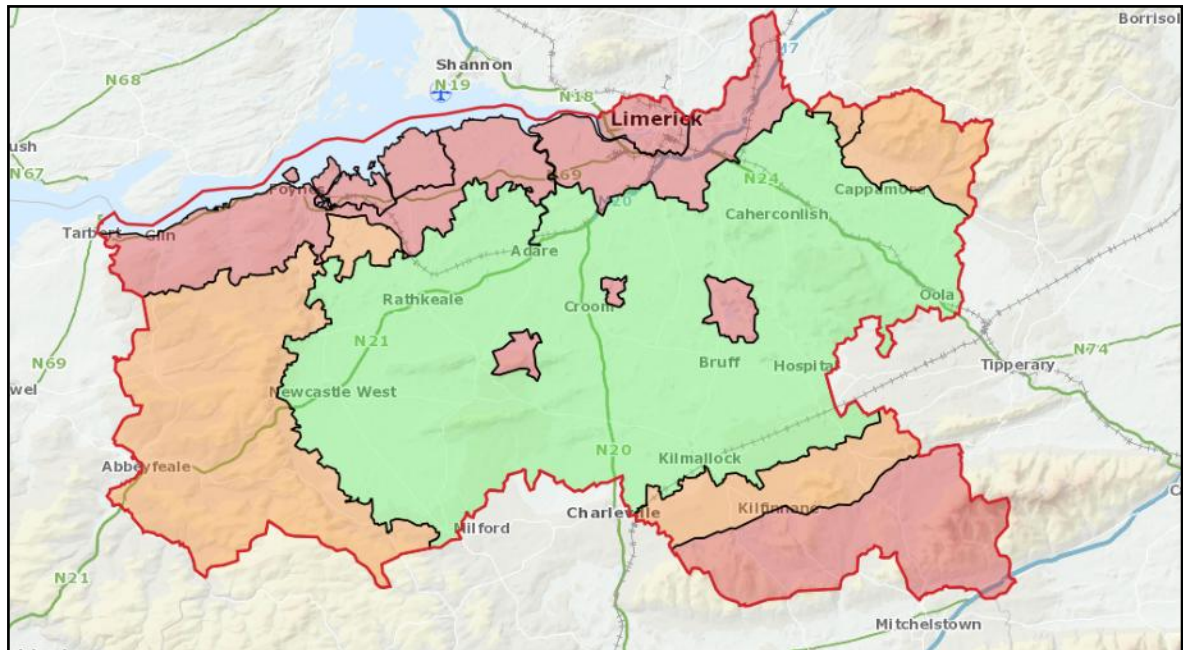 Borrisol
N68
Shannon
N19
M7
N18
Limerick
ush
N67
N69
Foynes
N24
Cappamore
N20
Caherconlish
Tarbert
Glin
Adare
Rathkeale
Croom
Oola
N21
N69
Bruff
Hospital
N74
Tipperary
wel
Newcastle West
N20
Kilmallock
Abbeyfeale
Charleville
Kilfinnane
Milford
N21
Mitchelstown